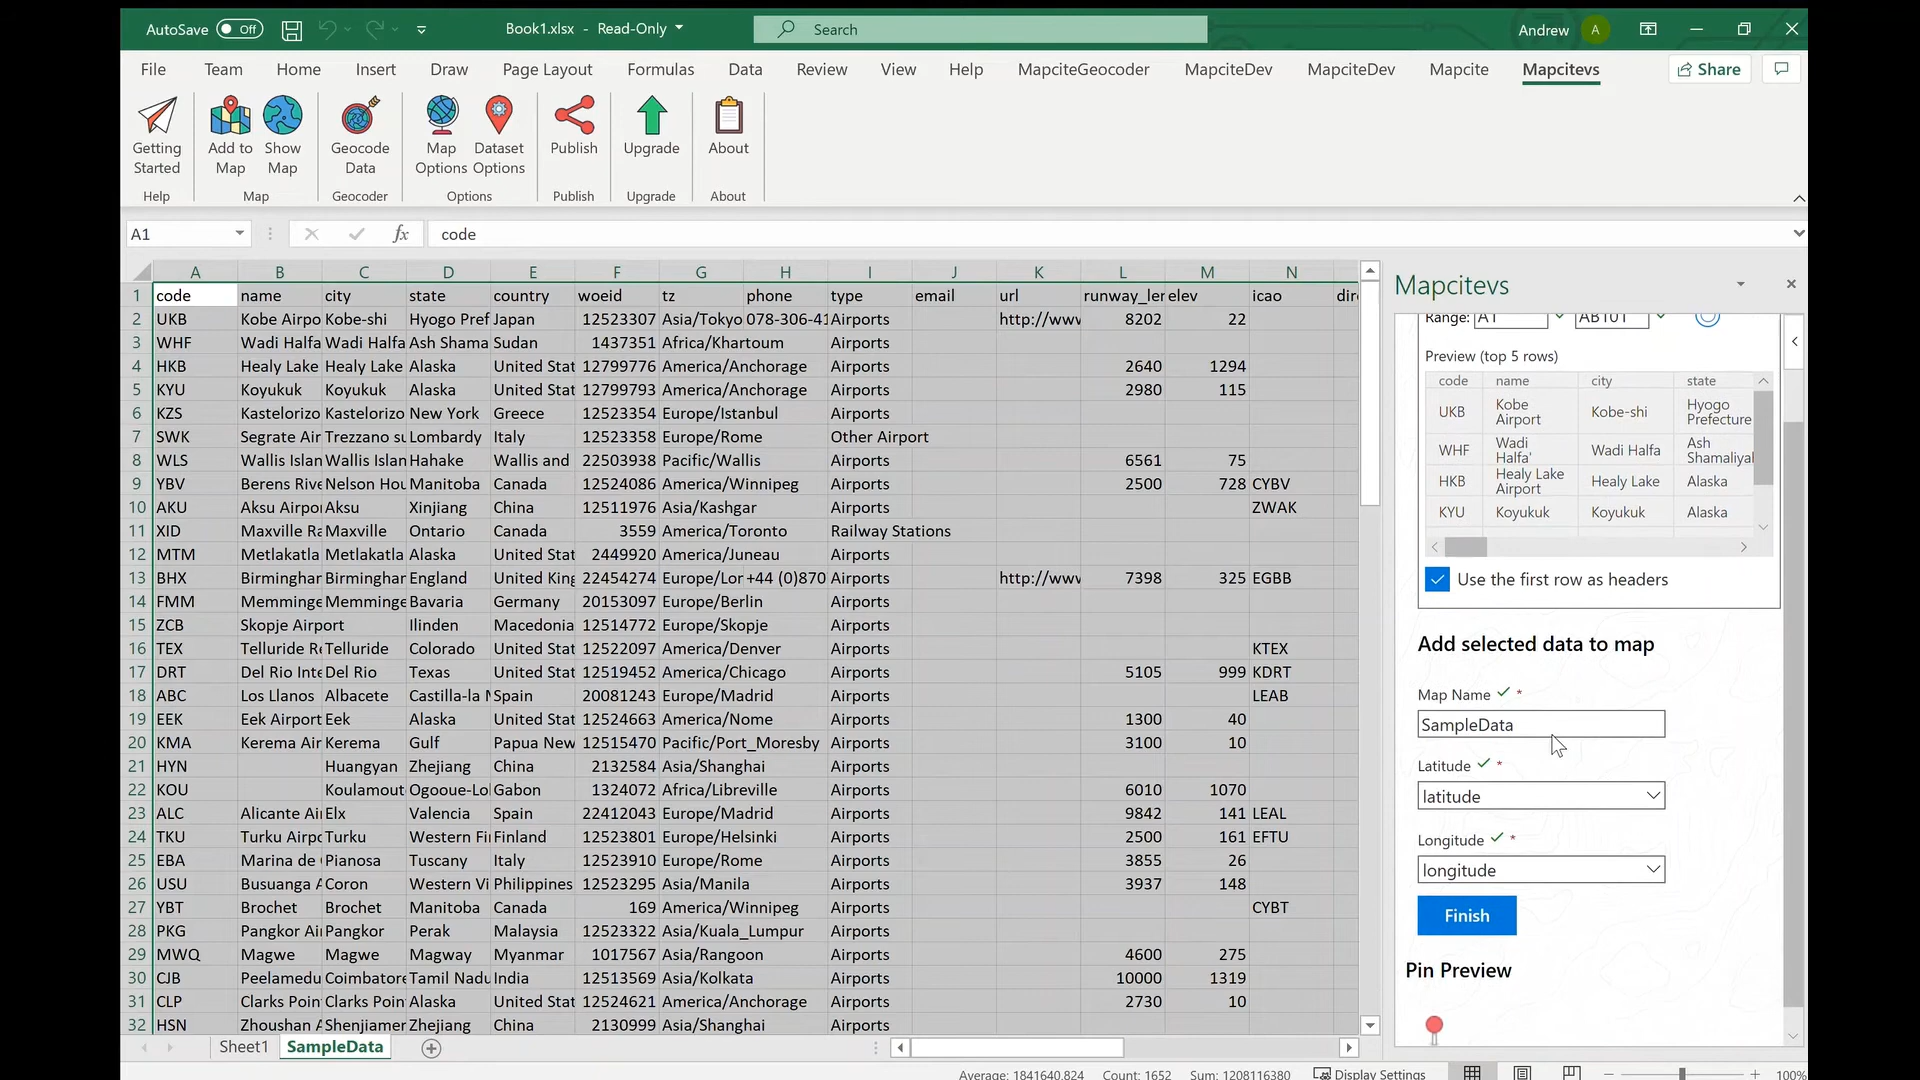 AutoSave Off Book1.xlsx - Read-Only Search Andrew A
File Team Home Insert Draw Page Layout Formulas Data Review View Help MapciteGeocoder MapciteDev MapciteDev Mapcite Mapcitevs Share
Getting Started Add to Map Show Map Geocode Data Map Options Dataset Options Publish Upgrade About
Help Map Geocoder Options Publish Upgrade About
A1 fx code
A B C D E F G H I J K L M N
1 code name city state country woeid tz phone type email url runway_ler elev icao dire
2 UKB Kobe Airpo Kobe-shi Hyogo Pref Japan 12523307 Asia/Tokyo 078-306-41 Airports http://www 8202 22
3 WHF Wadi Halfa Wadi Halfa Ash Shama Sudan 1437351 Africa/Khartoum Airports
4 HKB Healy Lake Healy Lake Alaska United Stat 12799776 America/Anchorage Airports 2640 1294
5 KYU Koyukuk Koyukuk Alaska United Stat 12799793 America/Anchorage Airports 2980 115
6 KZS Kastelorizo Kastelorizo New York Greece 12523354 Europe/Istanbul Airports
7 SWK Segrate Air Trezzano su Lombardy Italy 12523358 Europe/Rome Other Airport
8 WLS Wallis Islan Wallis Islan Hahake Wallis and 22503938 Pacific/Wallis Airports 6561 75
9 YBV Berens Rive Nelson Hou Manitoba Canada 12524086 America/Winnipeg Airports 2500 728 CYBV
10 AKU Aksu Airpor Aksu Xinjiang China 12511976 Asia/Kashgar Airports ZWAK
11 XID Maxville Ra Maxville Ontario Canada 3559 America/Toronto Railway Stations
12 MTM Metlakatla Metlakatla Alaska United Stat 2449920 America/Juneau Airports
13 BHX Birminghar Birminghar England United King 22454274 Europe/Lor +44 (0)870 Airports http://www 7398 325 EGBB
14 FMM Memminge Memminge Bavaria Germany 20153097 Europe/Berlin Airports
15 ZCB Skopje Airport Ilinden Macedonia 12514772 Europe/Skopje Airports
16 TEX Telluride Re Telluride Colorado United Stat 12522097 America/Denver Airports KTEX
17 DRT Del Rio Inte Del Rio Texas United Stat 12519452 America/Chicago Airports 5105 999 KDRT
18 ABC Los Llanos Albacete Castilla-la M Spain 20081243 Europe/Madrid Airports LEAB
19 EEK Eek Airport Eek Alaska United Stat 12524663 America/Nome Airports 1300 40
20 KMA Kerema Air Kerema Gulf Papua New 12515470 Pacific/Port_Moresby Airports 3100 10
21 HYN Huangyan Zhejiang China 2132584 Asia/Shanghai Airports
22 KOU Koulamout Ogooue-Lo Gabon 1324072 Africa/Libreville Airports 6010 1070
23 ALC Alicante Air Elx Valencia Spain 22412043 Europe/Madrid Airports 9842 141 LEAL
24 TKU Turku Airpo Turku Western Fi Finland 12523801 Europe/Helsinki Airports 2500 161 EFTU
25 EBA Marina de Pianosa Tuscany Italy 12523910 Europe/Rome Airports 3855 26
26 USU Busuanga A Coron Western Vi Philippines 12523295 Asia/Manila Airports 3937 148
27 YBT Brochet Brochet Manitoba Canada 169 America/Winnipeg Airports CYBT
28 PKG Pangkor Ai Pangkor Perak Malaysia 12523322 Asia/Kuala_Lumpur Airports
29 MWQ Magwe Magwe Magway Myanmar 1017567 Asia/Rangoon Airports 4600 275
30 CJB Peelamedu Coimbatore Tamil Nadu India 12513569 Asia/Kolkata Airports 10000 1319
31 CLP Clarks Poin Clarks Poin Alaska United Stat 12524621 America/Anchorage Airports 2730 10
32 HSN Zhoushan A Shenjiamer Zhejiang China 2130999 Asia/Shanghai Airports
Sheet1 SampleData
Average: 1841640.824 Count: 1652 Sum: 1208116380 Display Settings 100%
Mapcitevs
Range: A1 AB101
Preview (top 5 rows)
code name city state
UKB Kobe Airport Kobe-shi Hyogo Prefecture
WHF Wadi Halfa' Wadi Halfa Ash Shamaliyah
HKB Healy Lake Airport Healy Lake Alaska
KYU Koyukuk Koyukuk Alaska
Use the first row as headers
Add selected data to map
Map Name *
SampleData
Latitude *
latitude
Longitude *
longitude
Finish
Pin Preview